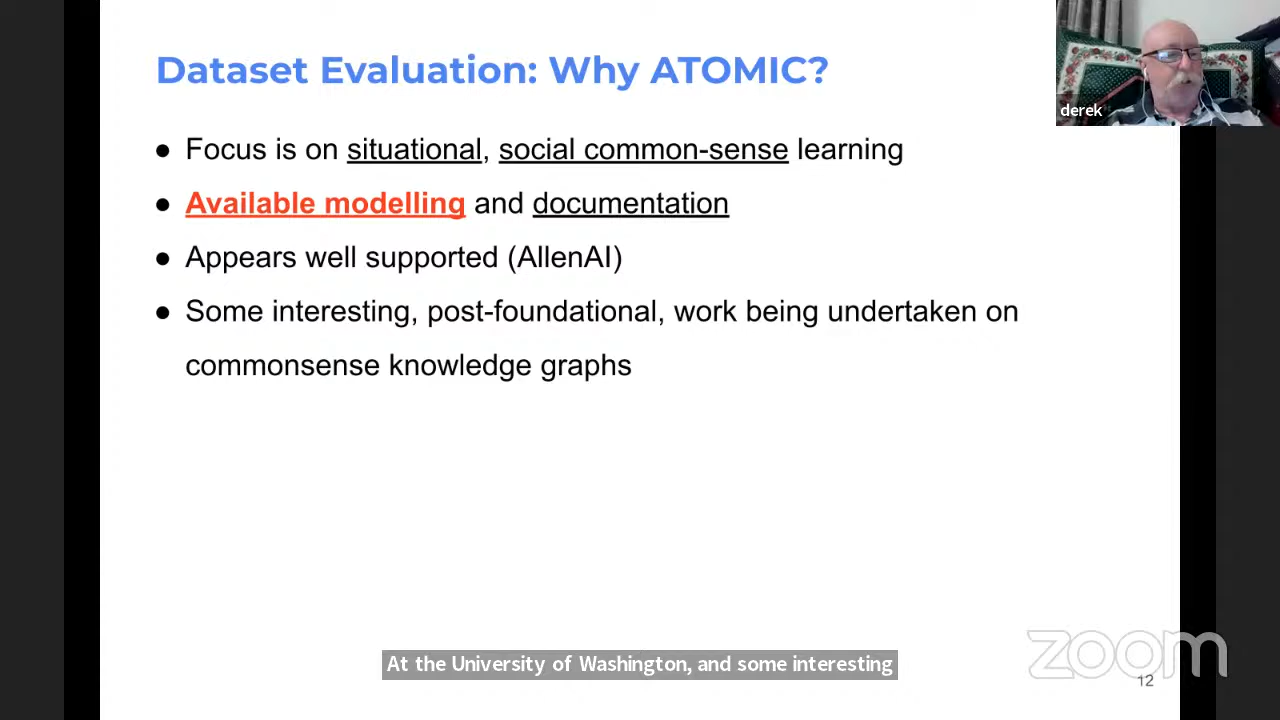 Dataset Evaluation: Why ATOMIC?
derek
● Focus is on situational, social common-sense learning
● Available modelling and documentation
● Appears well supported (AllenAI)
● Some interesting, post-foundational, work being undertaken on
commonsense knowledge graphs
At the University of Washington, and some interesting
zoom
12